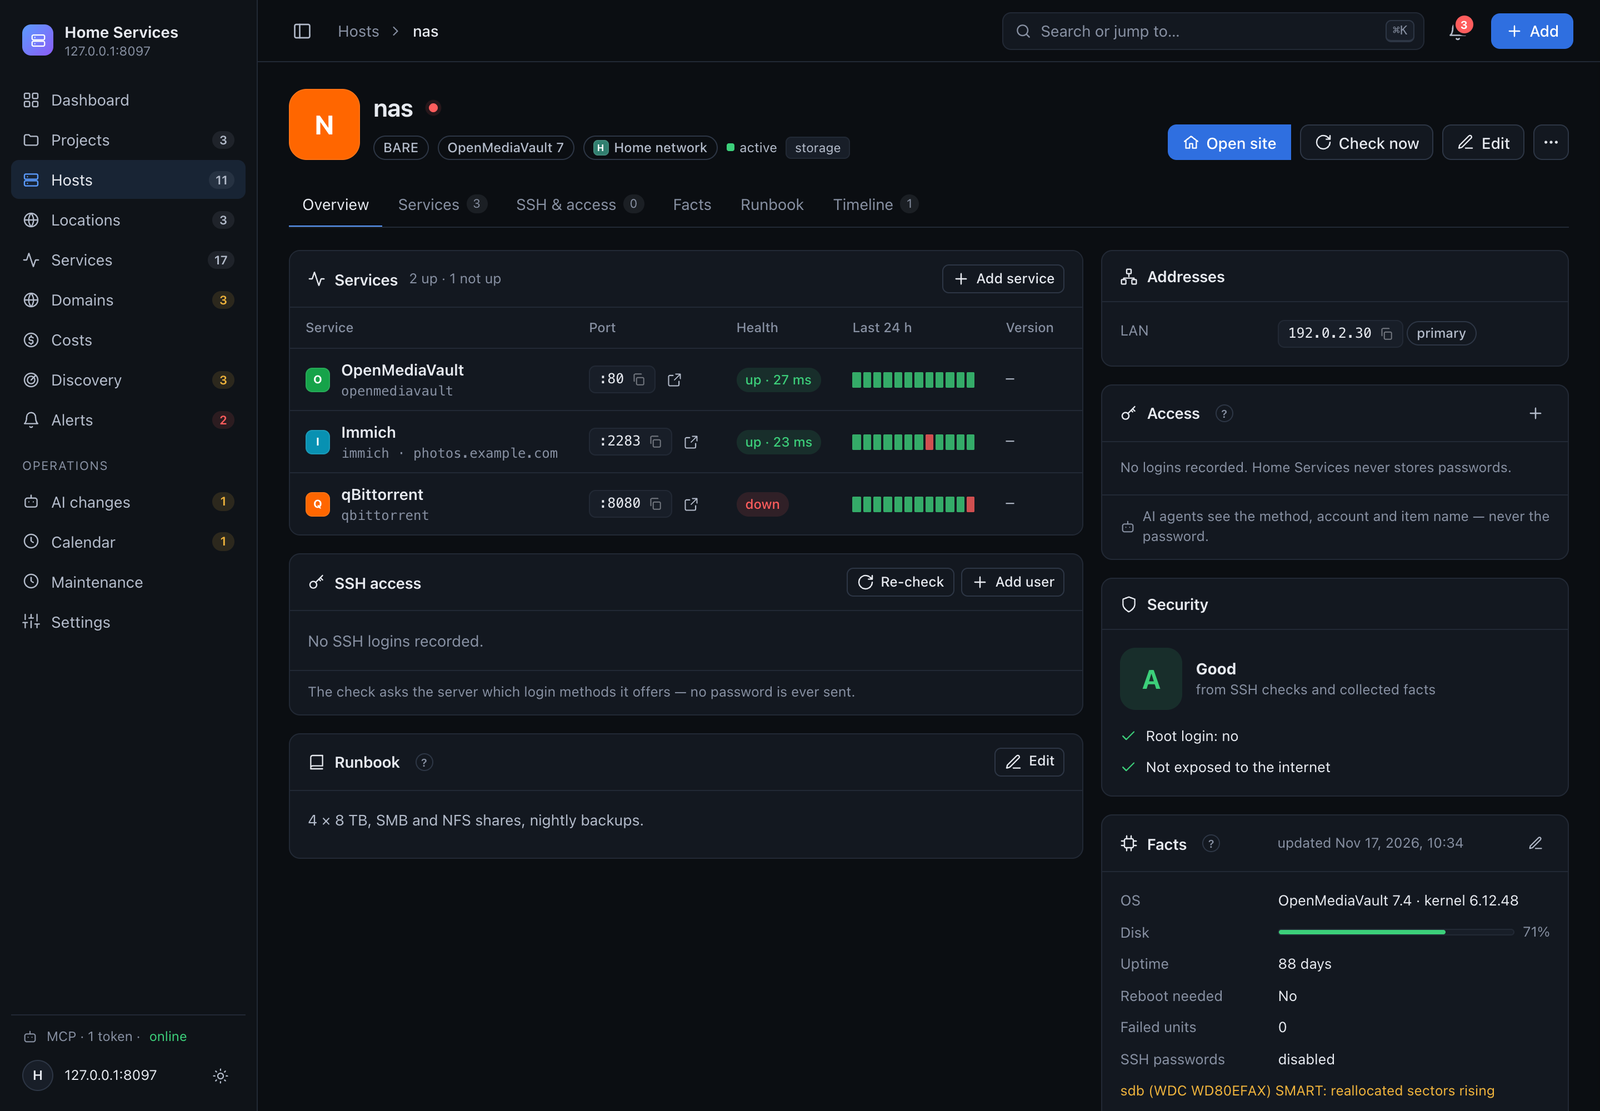 Home Services
127.0.0.1:8097
Dashboard
Projects 3
Hosts 11
Locations 3
Services 17
Domains 3
Costs
Discovery 3
Alerts 2
OPERATIONS
AI changes 1
Calendar 1
Maintenance
Settings
MCP · 1 token · online
H 127.0.0.1:8097
Hosts > nas
Search or jump to... ⌘K
3
+ Add
N
nas
BARE OpenMediaVault 7 H Home network active storage
Open site Check now Edit ...
Overview Services 3 SSH & access 0 Facts Runbook Timeline 1
Services 2 up · 1 not up + Add service
Service Port Health Last 24 h Version
O OpenMediaVault :80 up · 27 ms –
openmediavault
I Immich :2283 up · 23 ms –
immich · photos.example.com
Q qBittorrent :8080 down –
qbittorrent
SSH access Re-check + Add user
No SSH logins recorded.
The check asks the server which login methods it offers — no password is ever sent.
Runbook ? Edit
4 × 8 TB, SMB and NFS shares, nightly backups.
Addresses
LAN 192.0.2.30 primary
Access ? +
No logins recorded. Home Services never stores passwords.
AI agents see the method, account and item name — never the
password.
Security
A Good
from SSH checks and collected facts
Root login: no
Not exposed to the internet
Facts ? updated Nov 17, 2026, 10:34
OS OpenMediaVault 7.4 · kernel 6.12.48
Disk 71%
Uptime 88 days
Reboot needed No
Failed units 0
SSH passwords disabled
sdb (WDC WD80EFAX) SMART: reallocated sectors rising